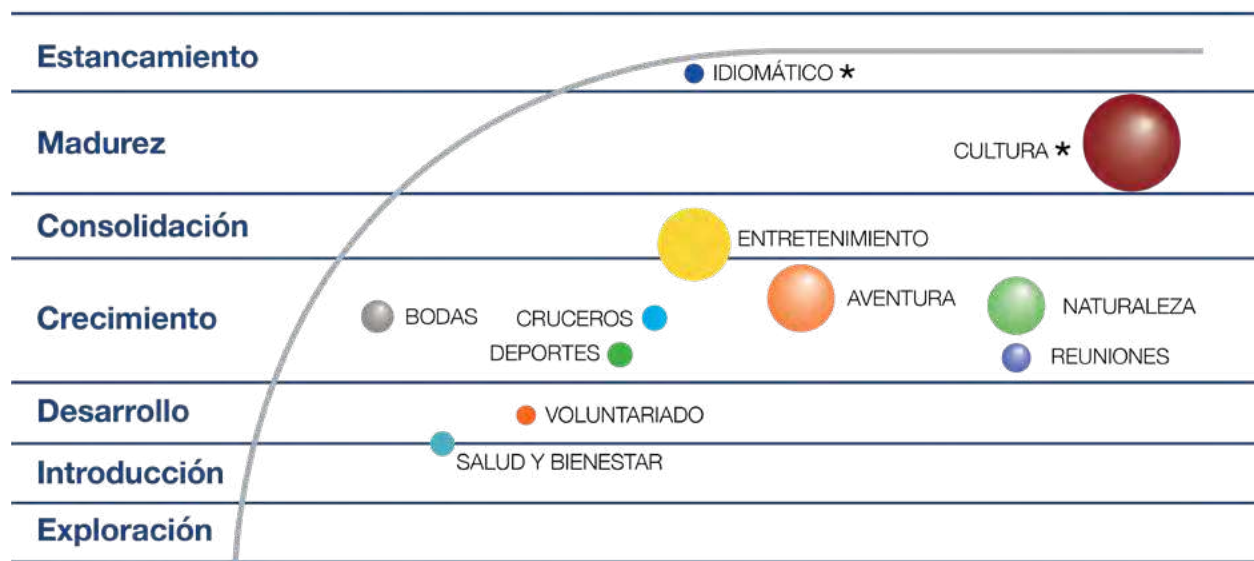 Estancamiento
IDIOMÁTICO *
Madurez
CULTURA *
Consolidación
ENTRETENIMIENTO
Crecimiento
BODAS
CRUCEROS
AVENTURA
NATURALEZA
DEPORTES
REUNIONES
Desarrollo
VOLUNTARIADO
SALUD Y BIENESTAR
Introducción
Exploración